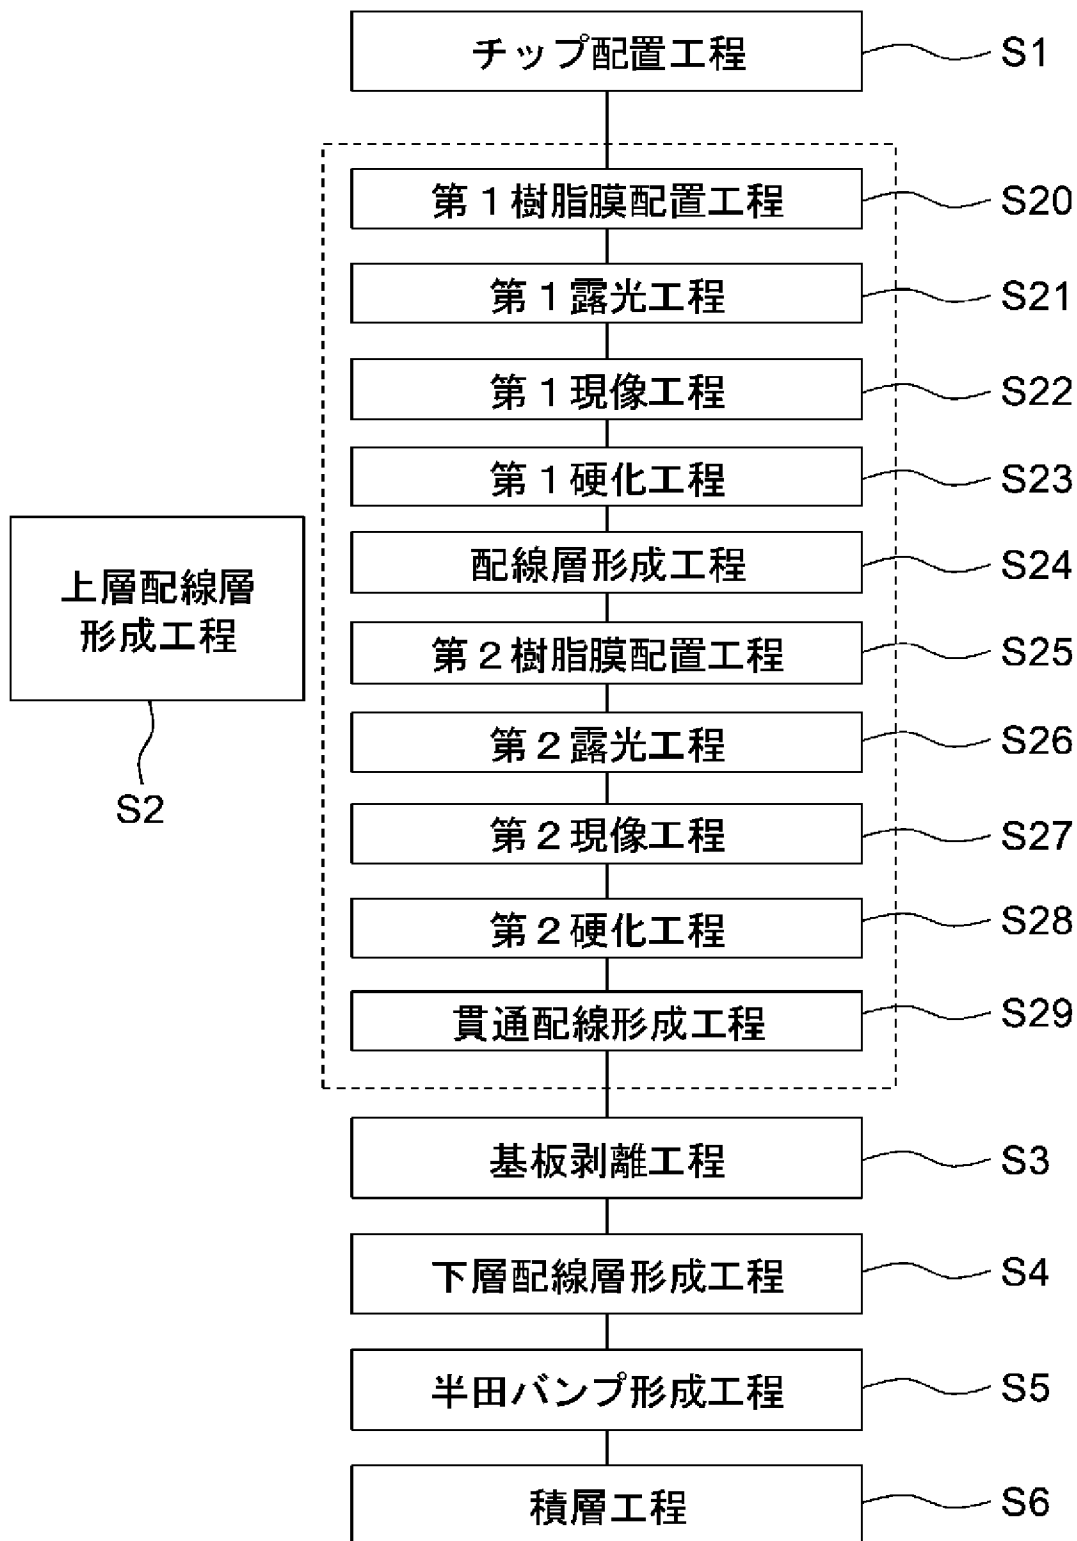 チップ配置工程
S1
第1樹脂膜配置工程
S20
第1露光工程
S21
第1現像工程
S22
第1硬化工程
S23
配線層形成工程
S24
上層配線層
形成工程
S2
第2樹脂膜配置工程
S25
第2露光工程
S26
第2現像工程
S27
第2硬化工程
S28
貫通配線形成工程
S29
基板剥離工程
S3
下層配線層形成工程
S4
半田バンプ形成工程
S5
積層工程
S6